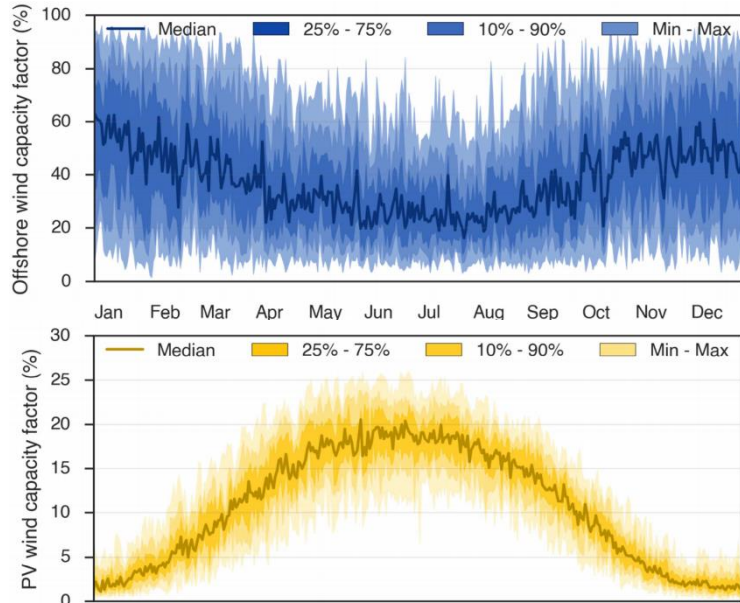 Offshore wind capacity factor (%)
100
80
60
40
20
0
Median 25% - 75% 10% - 90% Min - Max
Jan Feb Mar Apr May Jun Jul Aug Sep Oct Nov Dec
PV wind capacity factor (%)
30
25
20
15
10
5
0
Median 25% - 75% 10% - 90% Min - Max